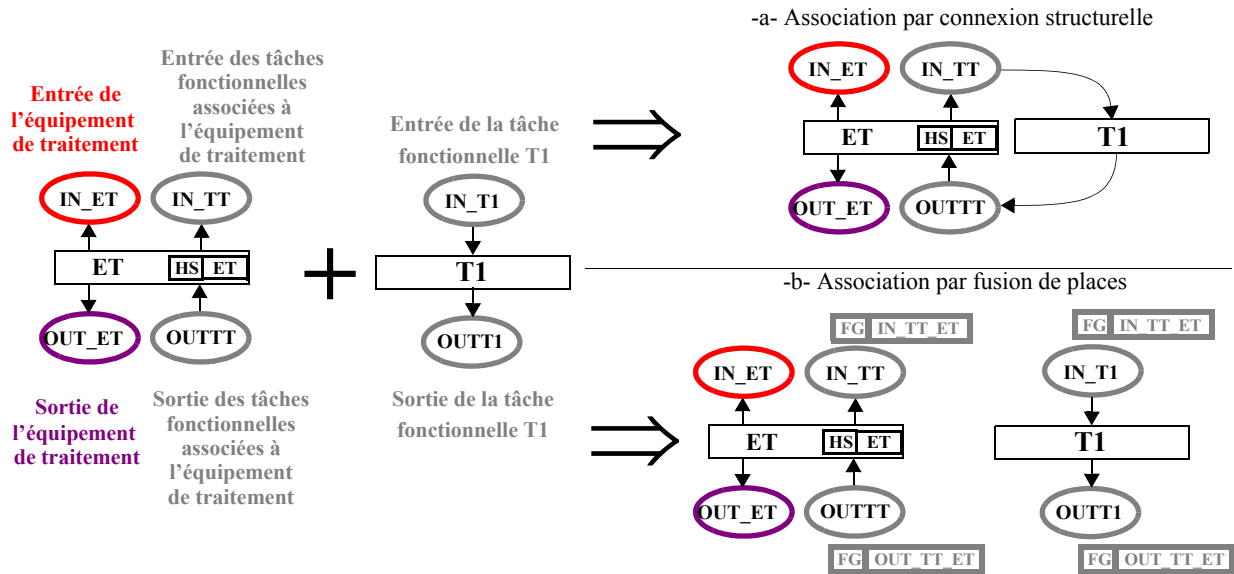 -a- Association par connexion structurelle
Entrée des tâches
fonctionnelles
associées à
l'équipement
de traitement
Entrée de
l'équipement
de traitement
Entrée de la tâche
fonctionnelle T1
IN_ET
IN_TT
ET
HS
ET
OUT_ET
OUTTT
IN_T1
T1
OUTT1
Sortie de
l'équipement
de traitement
Sortie des tâches
fonctionnelles
associées à
l'équipement
de traitement
Sortie de la tâche
fonctionnelle T1
IN_ET
IN_TT
ET
HS
ET
T1
OUT_ET
OUTTT
-b- Association par fusion de places
FG
IN_TT_ET
FG
IN_TT_ET
IN_ET
IN_TT
IN_T1
ET
HS
ET
T1
OUT_ET
OUTTT
OUTT1
FG
OUT_TT_ET
FG
OUT_TT_ET